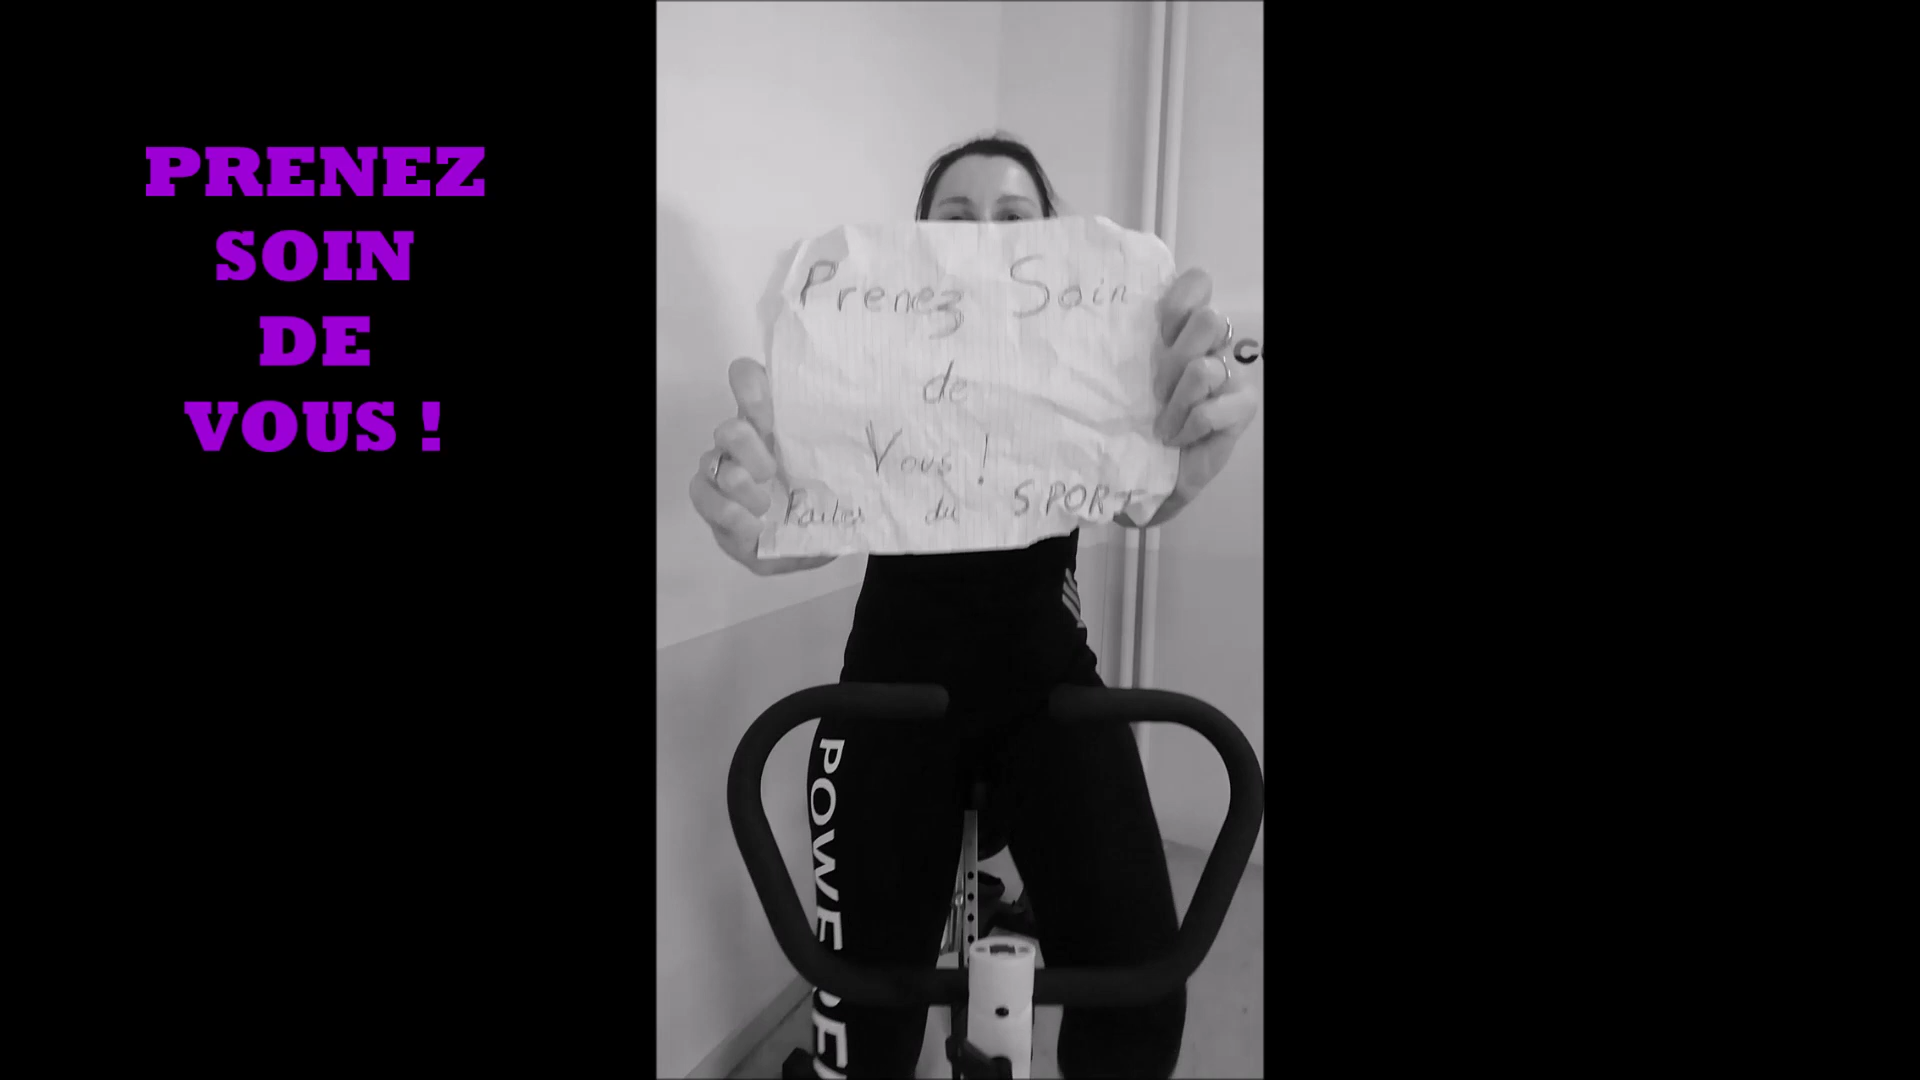 PRENEZ
SOIN
DE
VOUS !
Prenez Soin
de
Vous !
Faites du SPORT
POWE